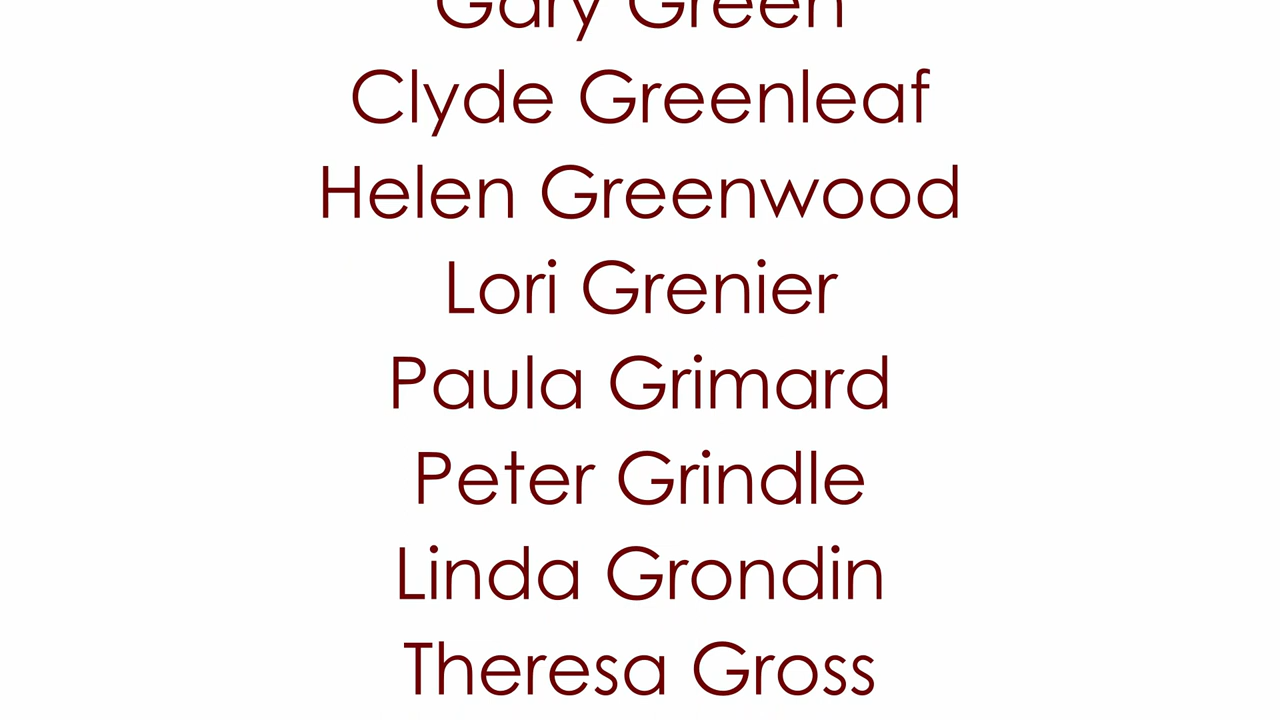 Gary Green
Clyde Greenleaf
Helen Greenwood
Lori Grenier
Paula Grimard
Peter Grindle
Linda Grondin
Theresa Gross